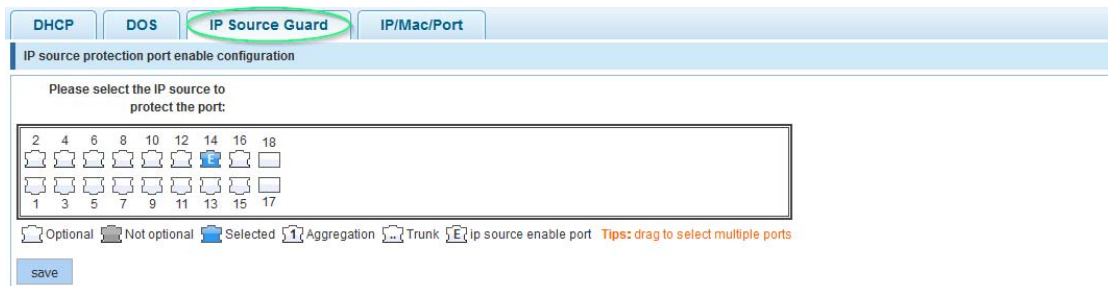 DHCP DOS IP Source Guard IP/Mac/Port
IP source protection port enable configuration
Please select the IP source to
protect the port:
2 4 6 8 10 12 14 16 18
E
1 3 5 7 9 11 13 15 17
Optional Not optional Selected 1 Aggregation .. Trunk E ip source enable port Tips: drag to select multiple ports
save